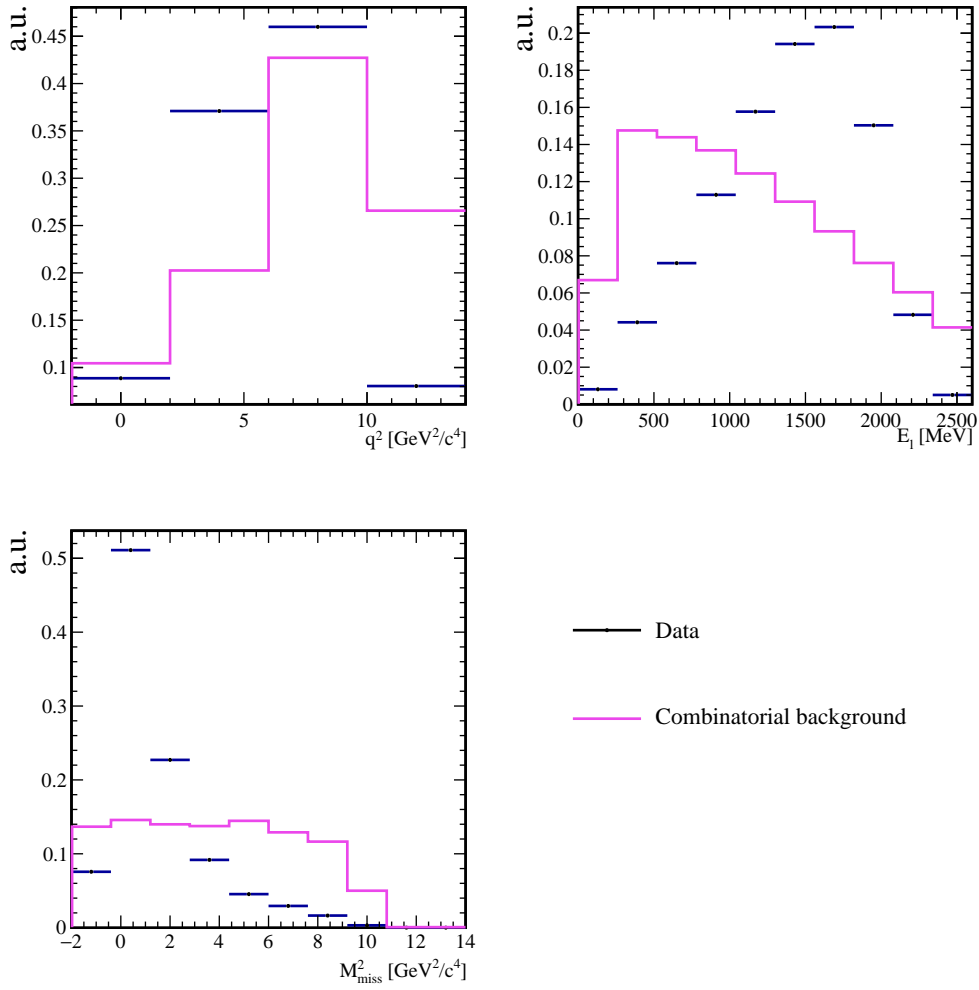 a.u.
0.45
0.4
0.35
0.3
0.25
0.2
0.15
0.1
0 5 10
q² [GeV²/c⁴]
a.u.
0.2
0.18
0.16
0.14
0.12
0.1
0.08
0.06
0.04
0.02
0
0 500 1000 1500 2000 2500
E_l [MeV]
a.u.
0.5
0.4
0.3
0.2
0.1
0
−2 0 2 4 6 8 10 12 14
M²_miss [GeV²/c⁴]
Data
Combinatorial background